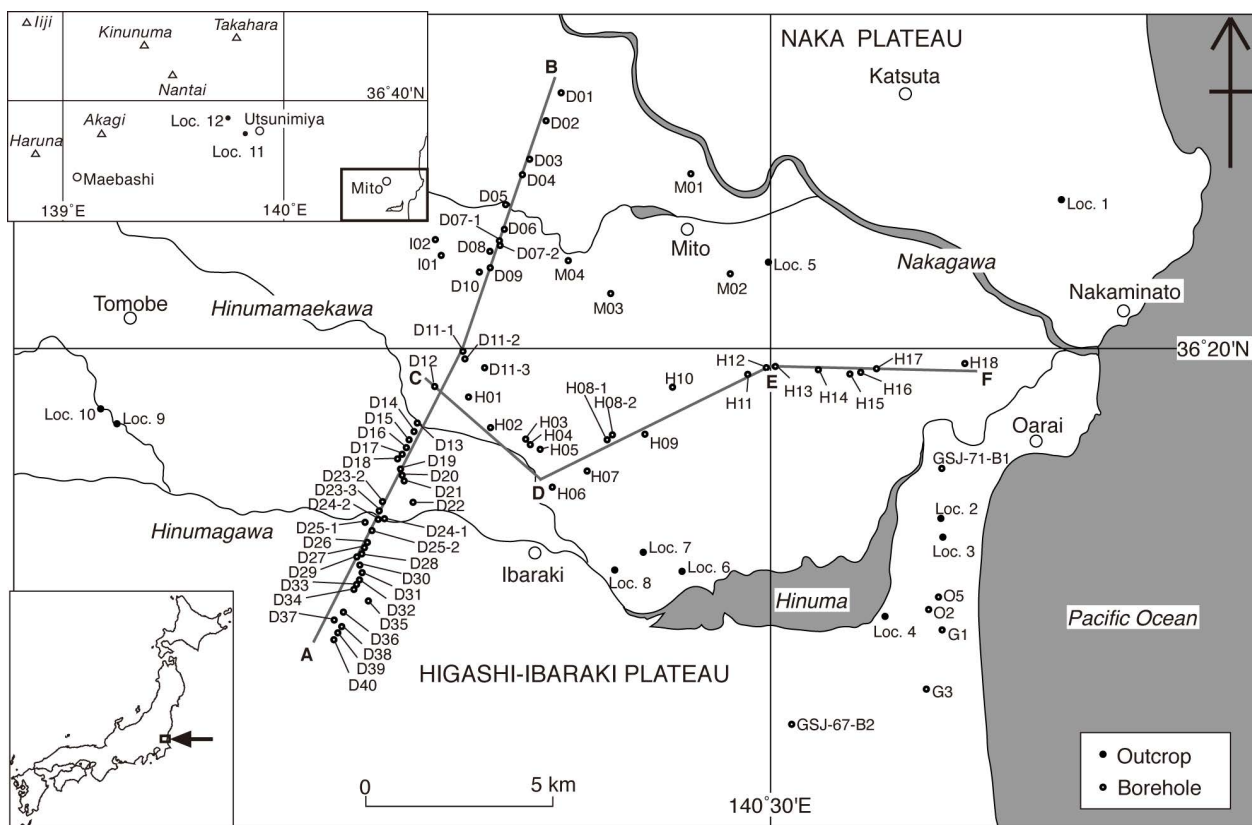 Iiji
Kinunuma
Takahara
Nantai
36˚40'N
Akagi
Loc. 12
Utsunimiya
Haruna
Loc. 11
Maebashi
Mito
139˚E
140˚E
NAKA PLATEAU
Katsuta
B
D01
D02
D03
D04
M01
D05
Loc. 1
D06
D07-1
Mito
I02
D08
D07-2
I01
D09
M04
Loc. 5
Nakagawa
D10
M02
M03
Tomobe
Hinumamaekawa
Nakaminato
D11-1
D11-2
36˚20'N
D11-3
D12
C
H12
E
H13
H17
H18
F
H14
H15
H16
H11
H10
H01
H08-1
H08-2
Loc. 10
Loc. 9
D14
D15
D16
D17
D18
D13
H02
H03
H04
H05
H09
Oarai
D19
D20
D21
D22
D23-2
D23-3
D24-2
D
H06
H07
GSJ-71-B1
Hinumagawa
D25-1
D24-1
D25-2
Loc. 2
Loc. 3
D26
D27
D28
D29
D30
D31
D33
D34
D32
D35
D37
D36
D38
D39
D40
A
Ibaraki
Loc. 7
Loc. 8
Loc. 6
Hinuma
Loc. 4
O5
O2
G1
Pacific Ocean
HIGASHI-IBARAKI PLATEAU
G3
GSJ-67-B2
0
5 km
140˚30'E
Outcrop
Borehole